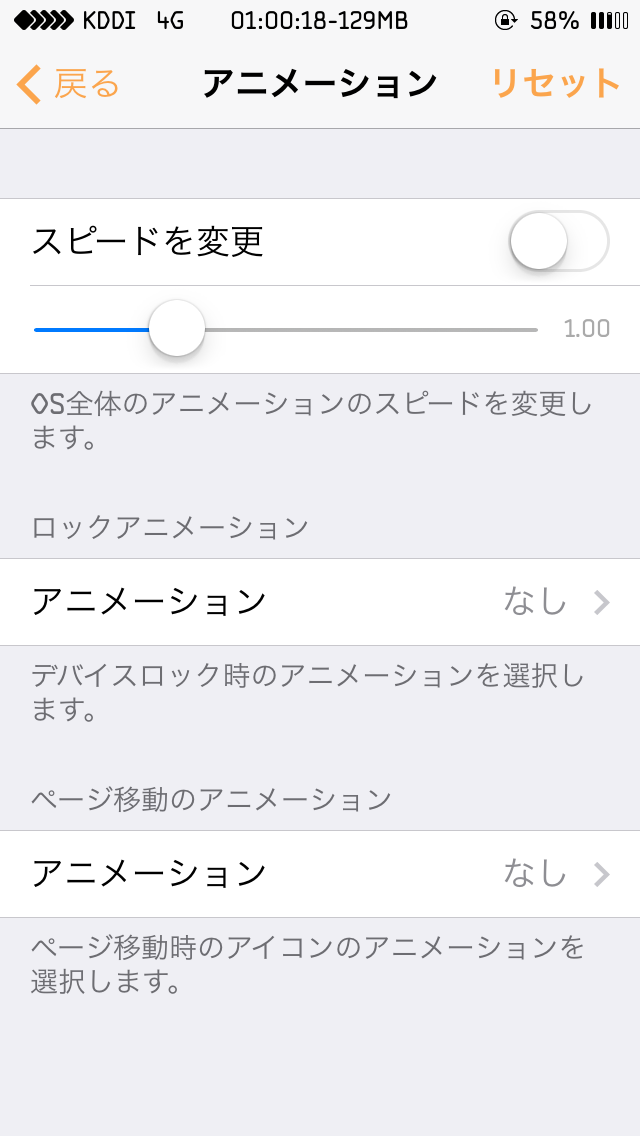 KDDI 4G 01:00:18-129MB 58%
戻る アニメーション リセット
スピードを変更
1.00
OS全体のアニメーションのスピードを変更し
ます。
ロックアニメーション
アニメーション なし
デバイスロック時のアニメーションを選択し
ます。
ページ移動のアニメーション
アニメーション なし
ページ移動時のアイコンのアニメーションを
選択します。